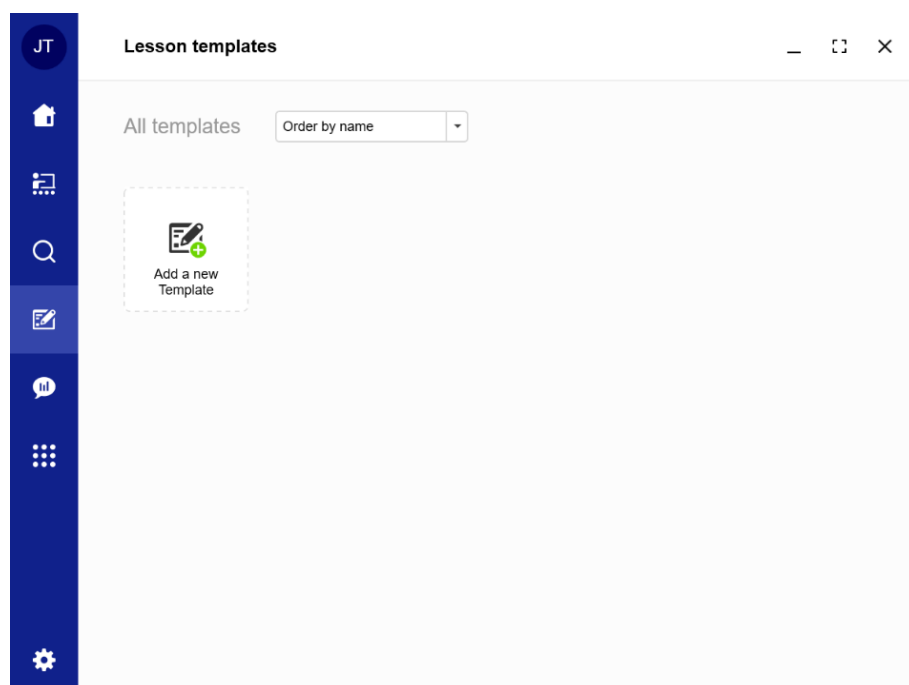 JT
Lesson templates
All templates
Order by name
Add a new
Template